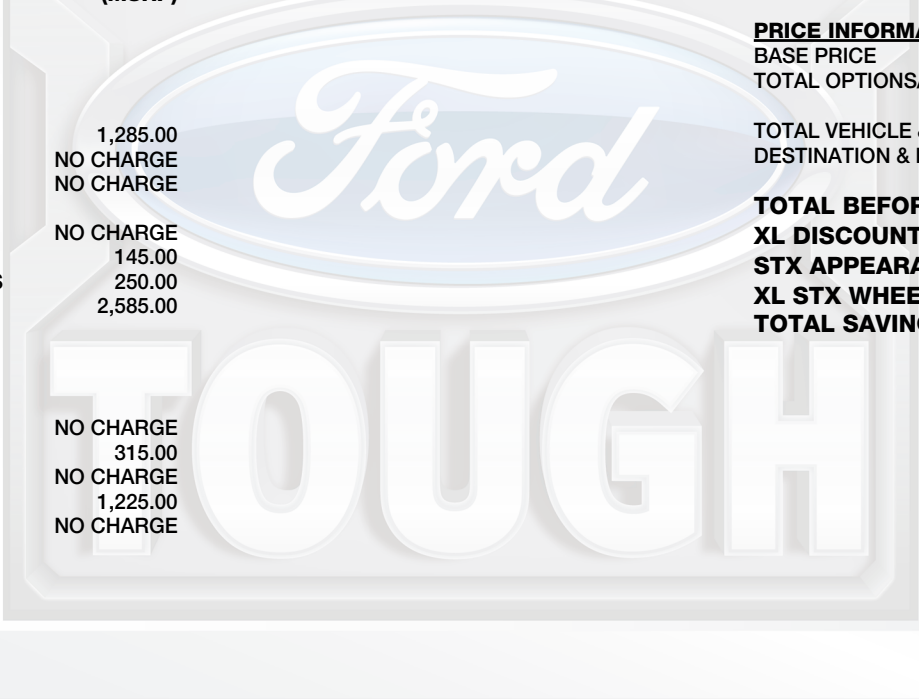 (MSRP)
1,285.00
NO CHARGE
NO CHARGE
NO CHARGE
145.00
250.00
2,585.00
NO CHARGE
315.00
NO CHARGE
1,225.00
NO CHARGE
Ford
TOUGH
PRICE INFORMA
BASE PRICE
TOTAL OPTIONS
TOTAL VEHICLE &
DESTINATION &
TOTAL BEFOR
XL DISCOUNT
STX APPEARA
XL STX WHEE
TOTAL SAVIN